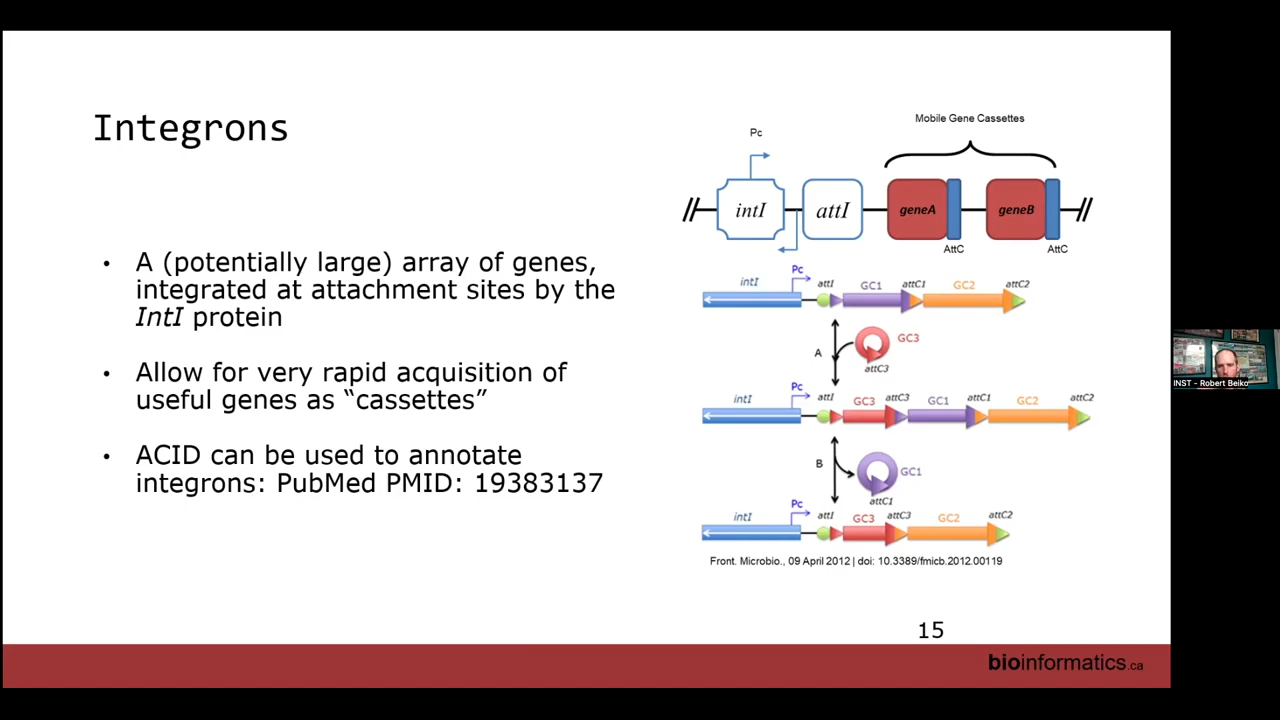 Integrons
• A (potentially large) array of genes,
integrated at attachment sites by the
IntI protein
• Allow for very rapid acquisition of
useful genes as “cassettes”
• ACID can be used to annotate
integrons: PubMed PMID: 19383137
Mobile Gene Cassettes
Pc
intI attI geneA geneB
AttC AttC
Pc
intI attI GC1 attC1 GC2 attC2
A GC3
attC3
Pc
intI attI GC3 attC3 GC1 attC1 GC2 attC2
B GC1
attC1
Pc
intI attI GC3 attC3 GC2 attC2
Front. Microbio., 09 April 2012 | doi: 10.3389/fmicb.2012.00119
15
bioinformatics.ca
INST - Robert Beiko